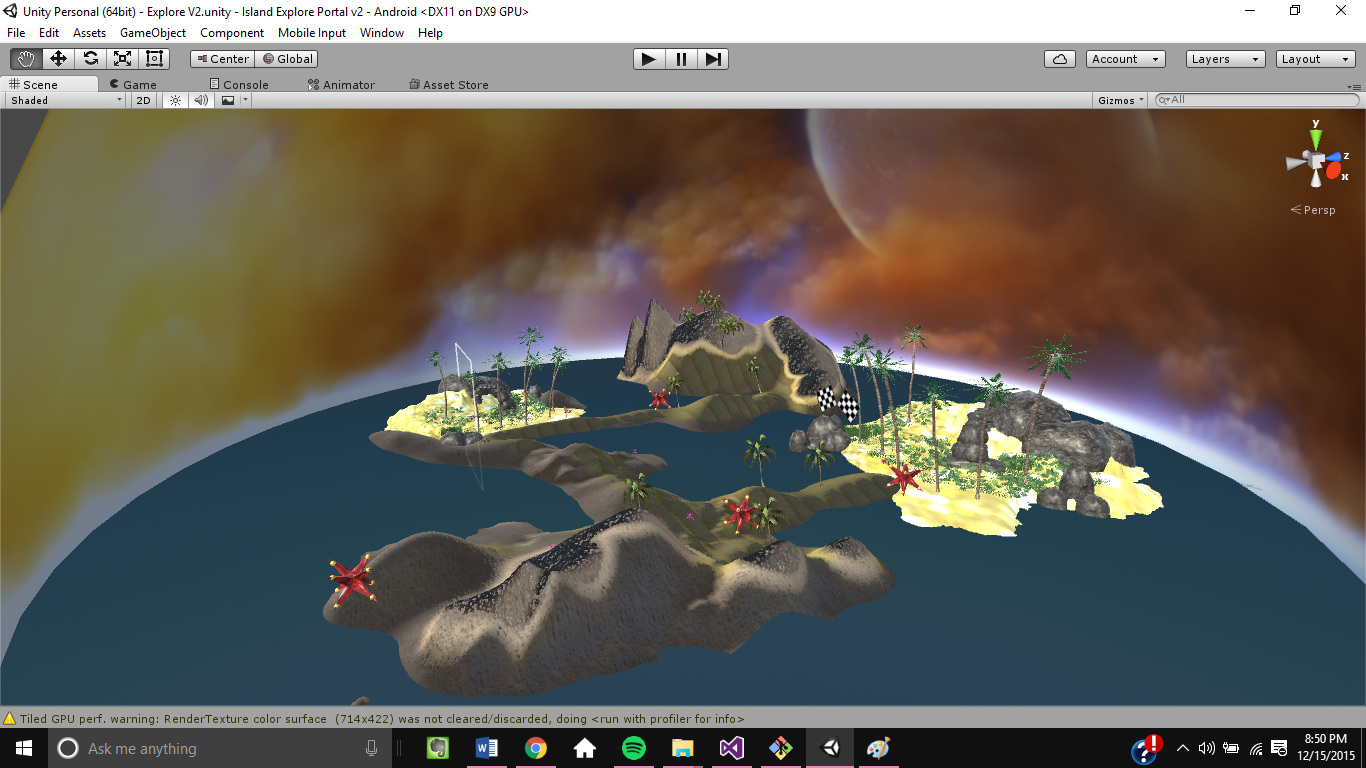 Unity Personal (64bit) - Explore V2.unity - Island Explore Portal v2 - Android <DX11 on DX9 GPU>
File Edit Assets GameObject Component Mobile Input Window Help
Center Global Account Layers Layout
Scene Game Console Animator Asset Store
Shaded 2D Gizmos All
y
z
x
Persp
Tiled GPU perf. warning: RenderTexture color surface (714x422) was not cleared/discarded, doing <run with profiler for info>
Ask me anything
8:50 PM
12/15/2015